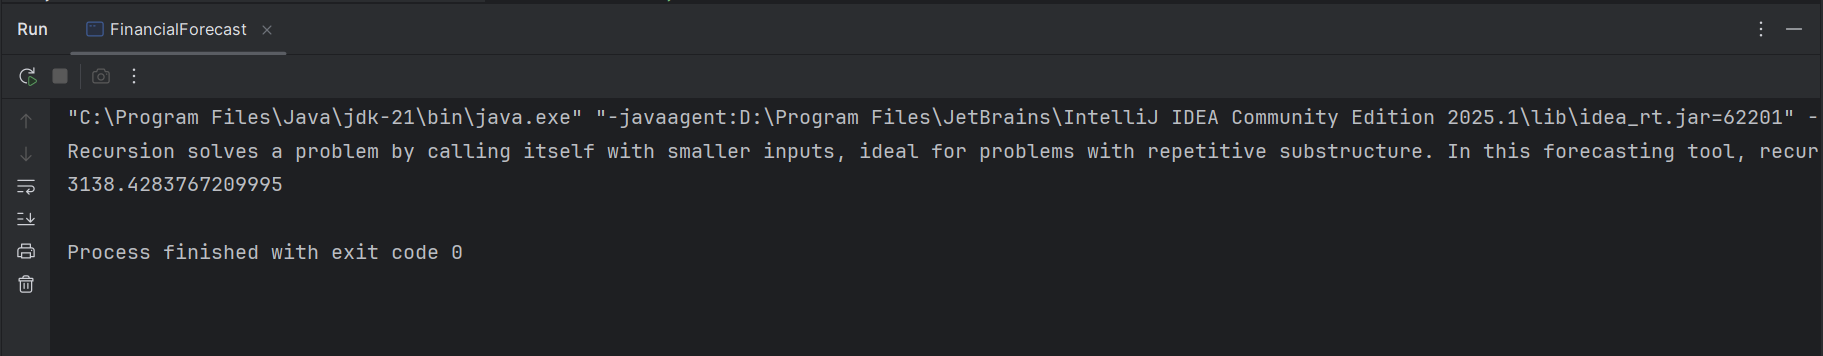 Run FinancialForecast
"C:\Program Files\Java\jdk-21\bin\java.exe" "-javaagent:D:\Program Files\JetBrains\IntelliJ IDEA Community Edition 2025.1\lib\idea_rt.jar=62201" -
Recursion solves a problem by calling itself with smaller inputs, ideal for problems with repetitive substructure. In this forecasting tool, recur
3138.4283767209995
Process finished with exit code 0